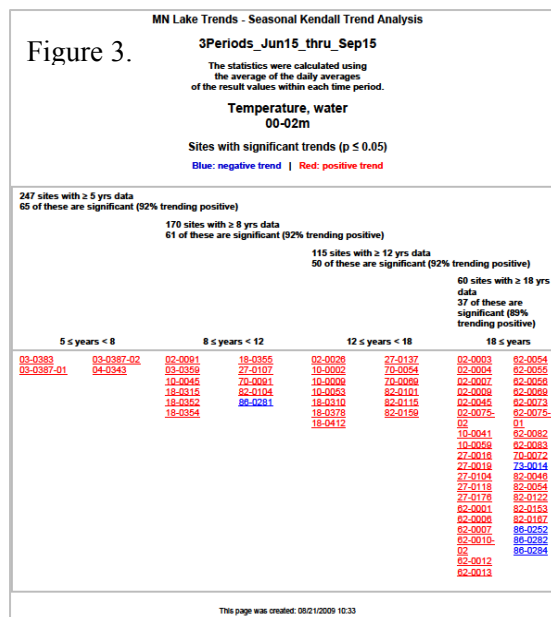 MN Lake Trends - Seasonal Kendall Trend Analysis
Figure 3.
3Periods_Jun15_thru_Sep15
The statistics were calculated using
the average of the daily averages
of the result values within each time period.
Temperature, water
00-02m
Sites with significant trends (p ≤ 0.05)
Blue: negative trend | Red: positive trend
247 sites with ≥ 5 yrs data
65 of these are significant (92% trending positive)
170 sites with ≥ 8 yrs data
61 of these are significant (92% trending positive)
115 sites with ≥ 12 yrs data
50 of these are significant (92% trending positive)
60 sites with ≥ 18 yrs
data
37 of these are
significant (89%
trending positive)
5 ≤ years < 8
8 ≤ years < 12
12 ≤ years < 18
18 ≤ years
03-0383 03-0387-02
03-0387-01 04-0343
02-0091 18-0355
03-0359 27-0107
10-0045 70-0091
18-0315 82-0104
18-0352 86-0281
18-0354
02-0026 27-0137
10-0002 70-0054
10-0009 70-0069
10-0053 82-0101
18-0310 82-0115
18-0378 82-0159
18-0412
02-0003 62-0054
02-0004 62-0055
02-0007 62-0056
02-0009 62-0069
02-0045 62-0073
02-0075- 62-0075-
02 01
10-0041 62-0082
10-0059 62-0083
27-0016 70-0072
27-0019 73-0014
27-0104 82-0046
27-0118 82-0054
27-0176 82-0122
62-0001 82-0153
62-0006 82-0167
62-0007 86-0252
62-0010- 86-0282
02 86-0284
62-0012
62-0013
This page was created: 08/21/2009 10:33